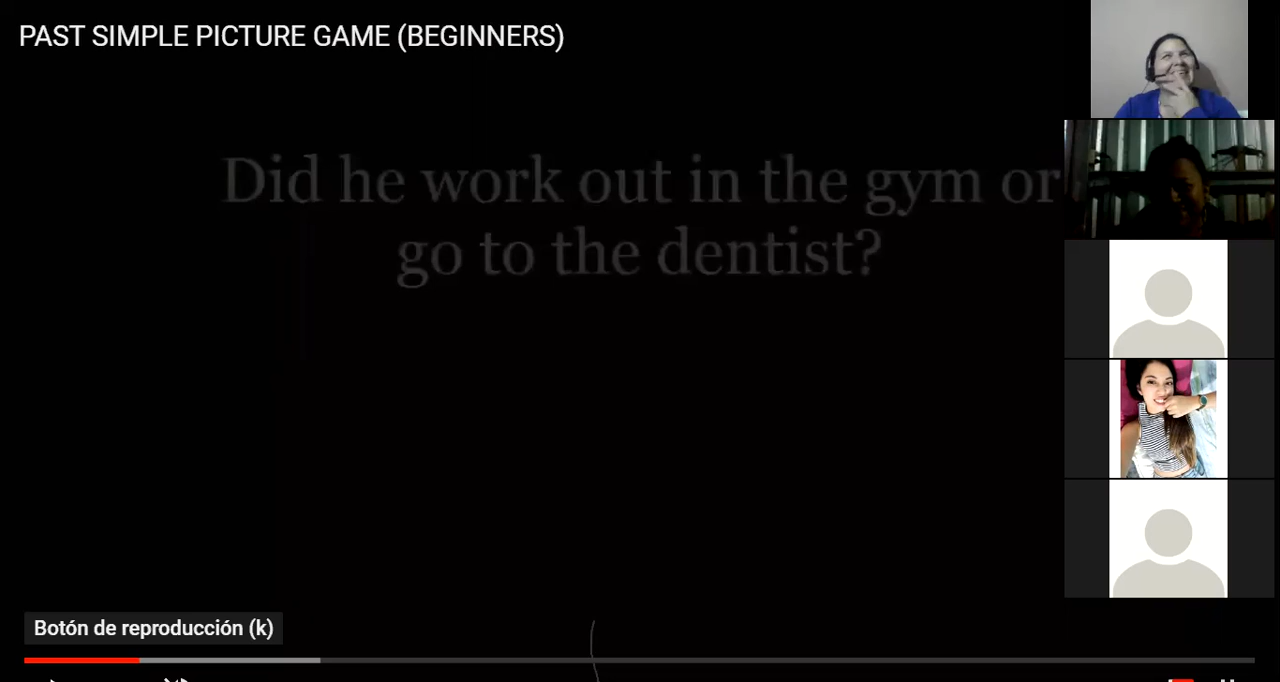 PAST SIMPLE PICTURE GAME (BEGINNERS)
Did he work out in the gym or
go to the dentist?
Botón de reproducción (k)